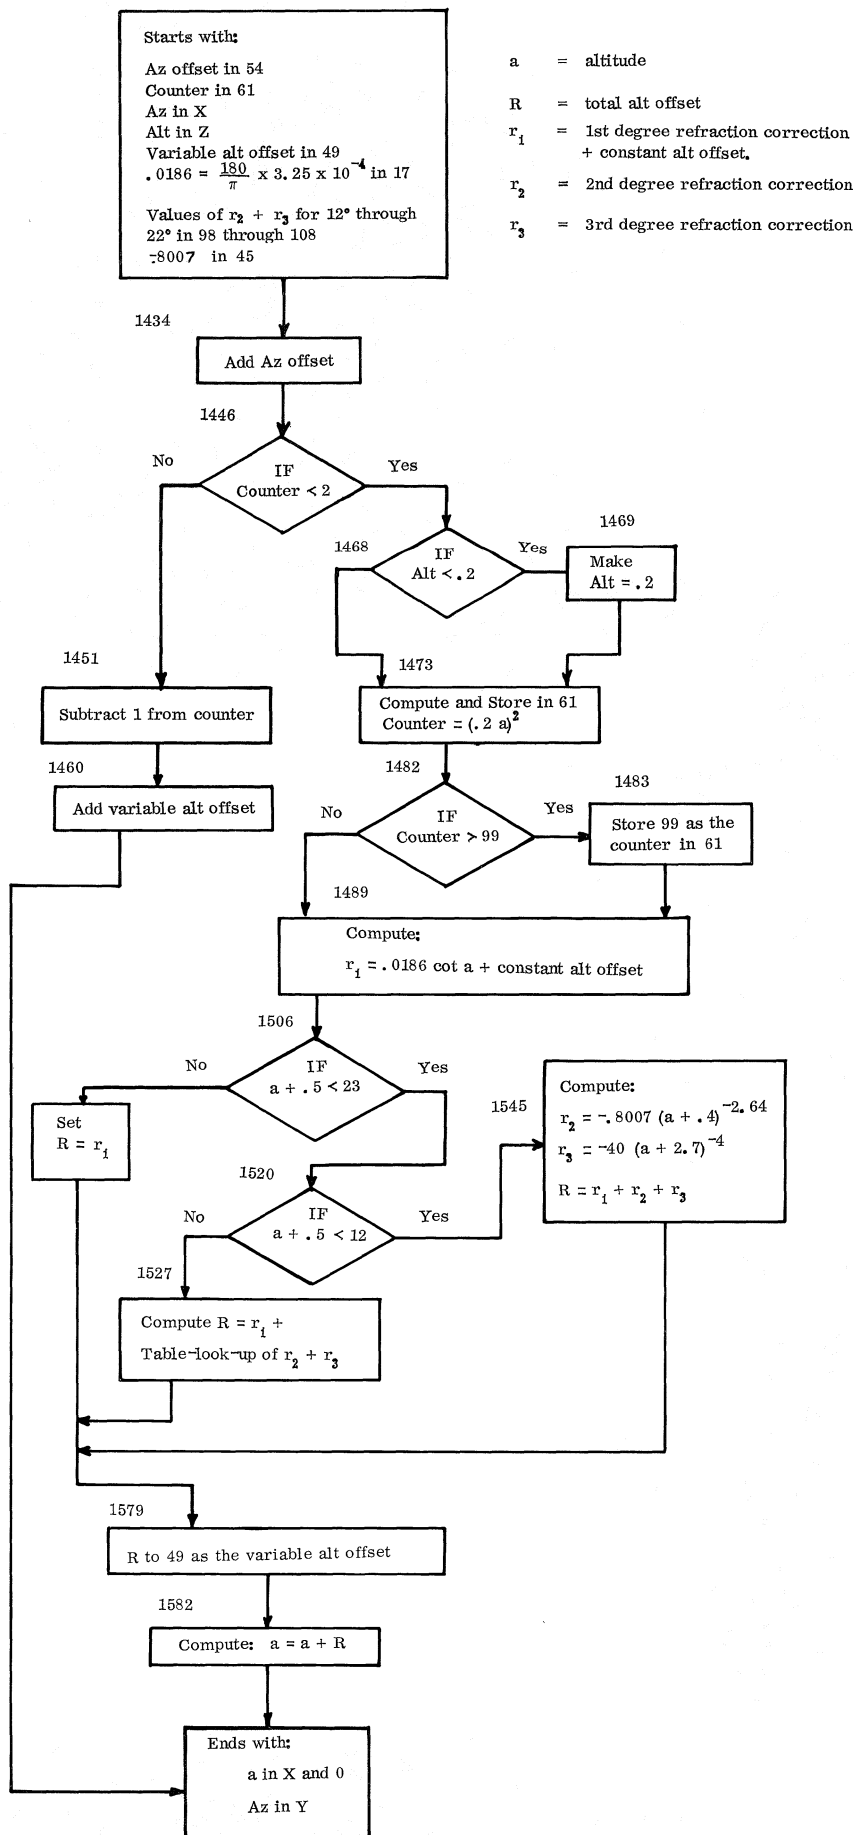 Starts with:
Az offset in 54
Counter in 61
Az in X
Alt in Z
Variable alt offset in 49
.0186 = 180/π x 3.25 x 10⁻⁴ in 17
Values of r₂ + r₃ for 12° through
22° in 98 through 108
-.8007 in 45
a = altitude
R = total alt offset
r₁ = 1st degree refraction correction
+ constant alt offset.
r₂ = 2nd degree refraction correction
r₃ = 3rd degree refraction correction
1434
Add Az offset
1446
IF
Counter < 2
No
Yes
1468
IF
Alt < .2
Yes
1469
Make
Alt = .2
1451
Subtract 1 from counter
1460
Add variable alt offset
1473
Compute and Store in 61
Counter = (.2 a)²
1482
IF
Counter > 99
No
Yes
1483
Store 99 as the
counter in 61
1489
Compute:
r₁ = .0186 cot a + constant alt offset
1506
IF
a + .5 < 23
No
Yes
Set
R = r₁
1520
IF
a + .5 < 12
No
Yes
1545
Compute:
r₂ = -.8007 (a + .4)⁻²·⁶⁴
r₃ = -40 (a + 2.7)⁻⁴
R = r₁ + r₂ + r₃
1527
Compute R = r₁ +
Table-look-up of r₂ + r₃
1579
R to 49 as the variable alt offset
1582
Compute: a = a + R
Ends with:
a in X and 0
Az in Y